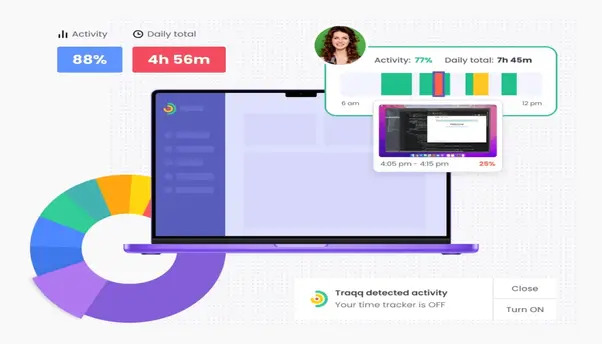 Activity
Daily total
88%
4h 56m
Activity: 77% Daily total: 7h 45m
6 am
12 pm
4:05 pm - 4:15 pm 25%
Traqq detected activity
Your time tracker is OFF
Close
Turn ON